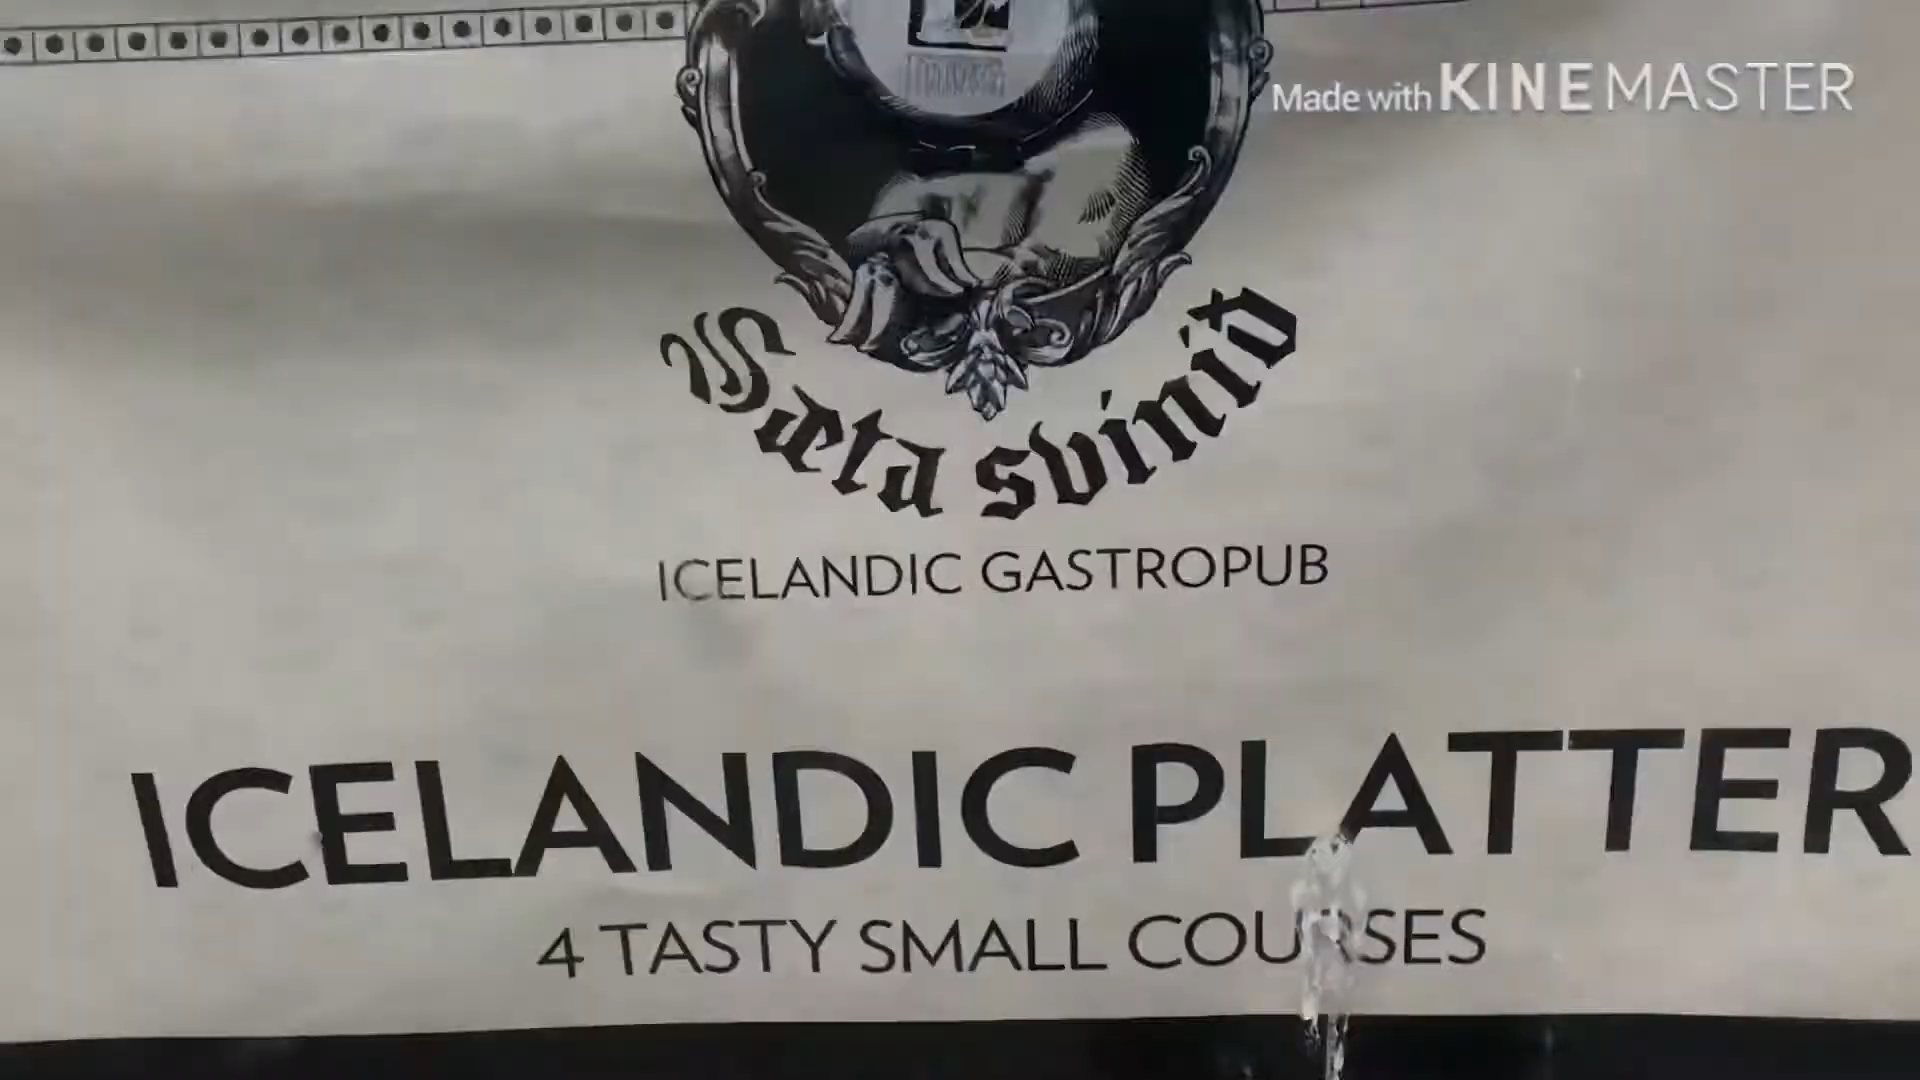 Made with KINEMASTER
Sæta svínið
ICELANDIC GASTROPUB
ICELANDIC PLATTER
4 TASTY SMALL COURSES